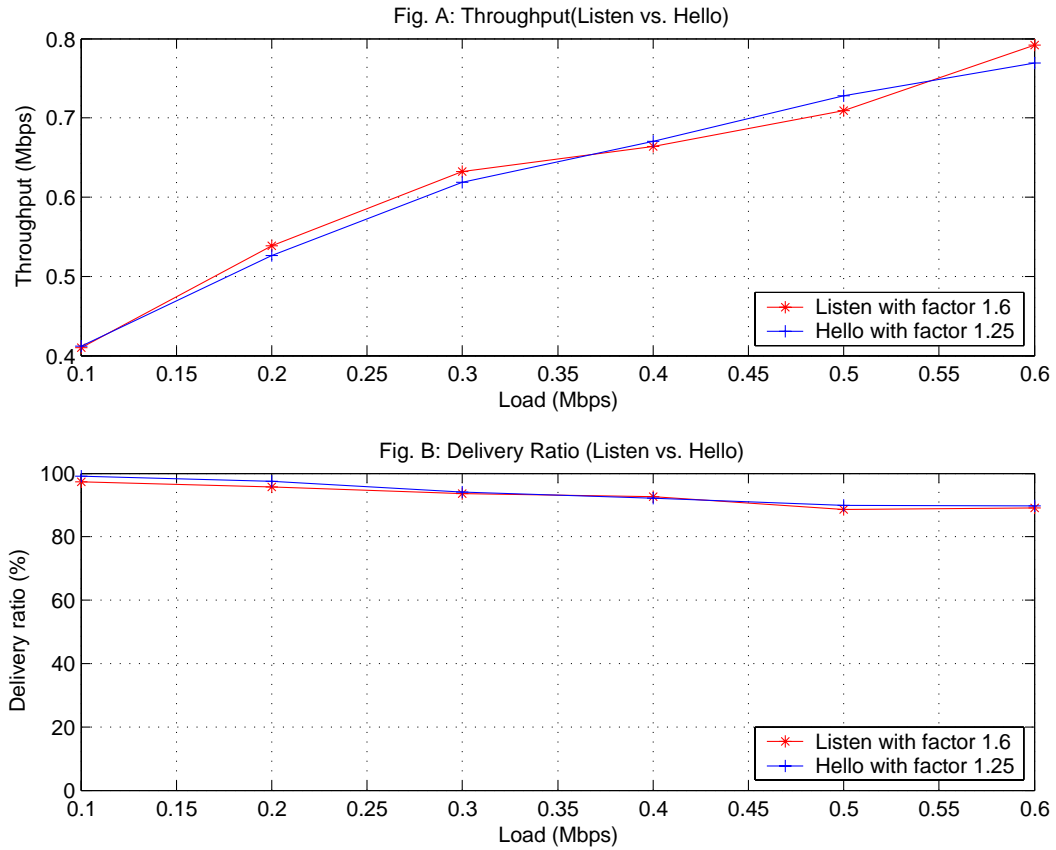 Fig. A: Throughput(Listen vs. Hello)
0.8
0.7
0.6
0.5
0.4
Throughput (Mbps)
Listen with factor 1.6
Hello with factor 1.25
0.1 0.15 0.2 0.25 0.3 0.35 0.4 0.45 0.5 0.55 0.6
Load (Mbps)
Fig. B: Delivery Ratio (Listen vs. Hello)
100
80
60
40
20
0
Delivery ratio (%)
Listen with factor 1.6
Hello with factor 1.25
0.1 0.15 0.2 0.25 0.3 0.35 0.4 0.45 0.5 0.55 0.6
Load (Mbps)